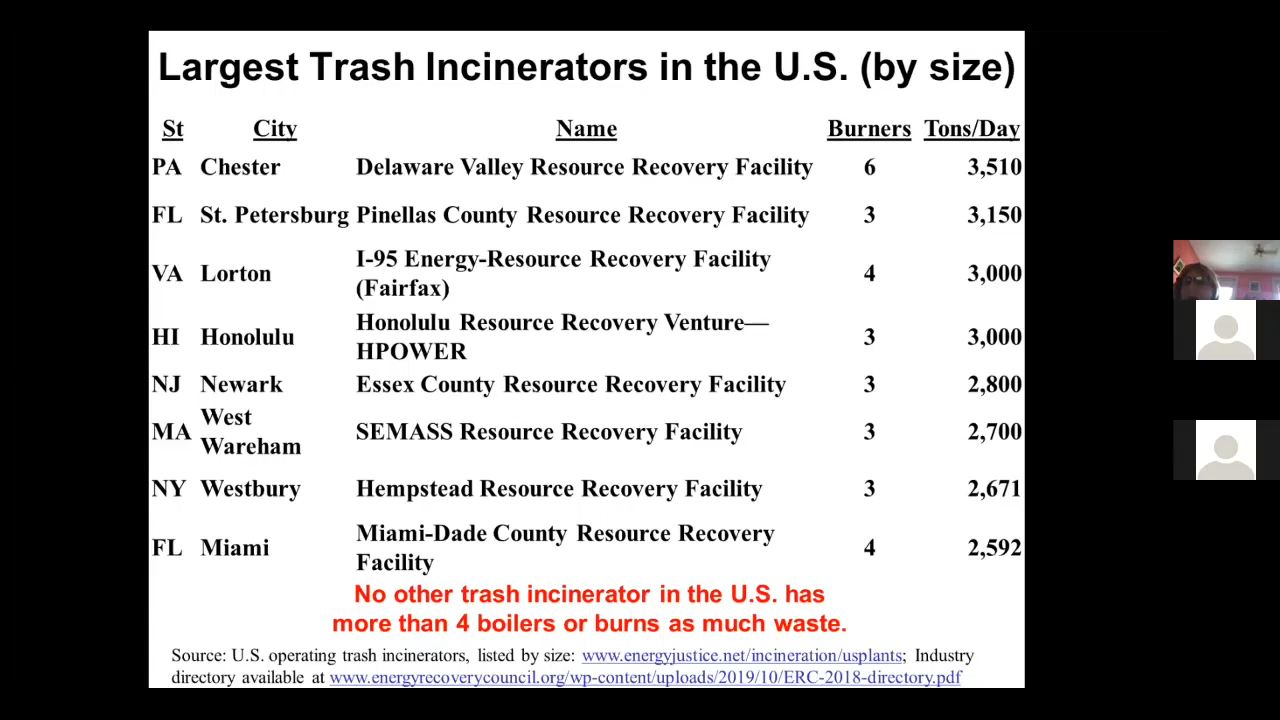 Largest Trash Incinerators in the U.S. (by size)
St City Name Burners Tons/Day
PA Chester Delaware Valley Resource Recovery Facility 6 3,510
FL St. Petersburg Pinellas County Resource Recovery Facility 3 3,150
VA Lorton I-95 Energy-Resource Recovery Facility
(Fairfax) 4 3,000
HI Honolulu Honolulu Resource Recovery Venture—
HPOWER 3 3,000
NJ Newark Essex County Resource Recovery Facility 3 2,800
MA West
Wareham SEMASS Resource Recovery Facility 3 2,700
NY Westbury Hempstead Resource Recovery Facility 3 2,671
FL Miami Miami-Dade County Resource Recovery
Facility 4 2,592
No other trash incinerator in the U.S. has
more than 4 boilers or burns as much waste.
Source: U.S. operating trash incinerators, listed by size: www.energyjustice.net/incineration/usplants; Industry
directory available at www.energyrecoverycouncil.org/wp-content/uploads/2019/10/ERC-2018-directory.pdf